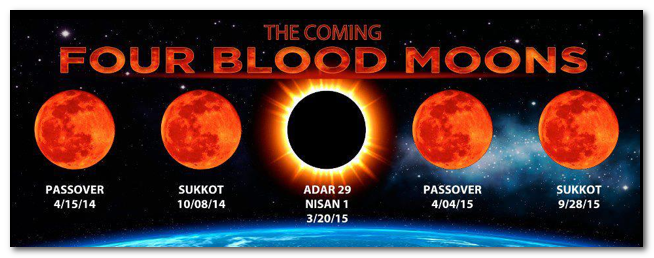 THE COMING
FOUR BLOOD MOONS
PASSOVER
4/15/14
SUKKOT
10/08/14
ADAR 29
NISAN 1
3/20/15
PASSOVER
4/04/15
SUKKOT
9/28/15